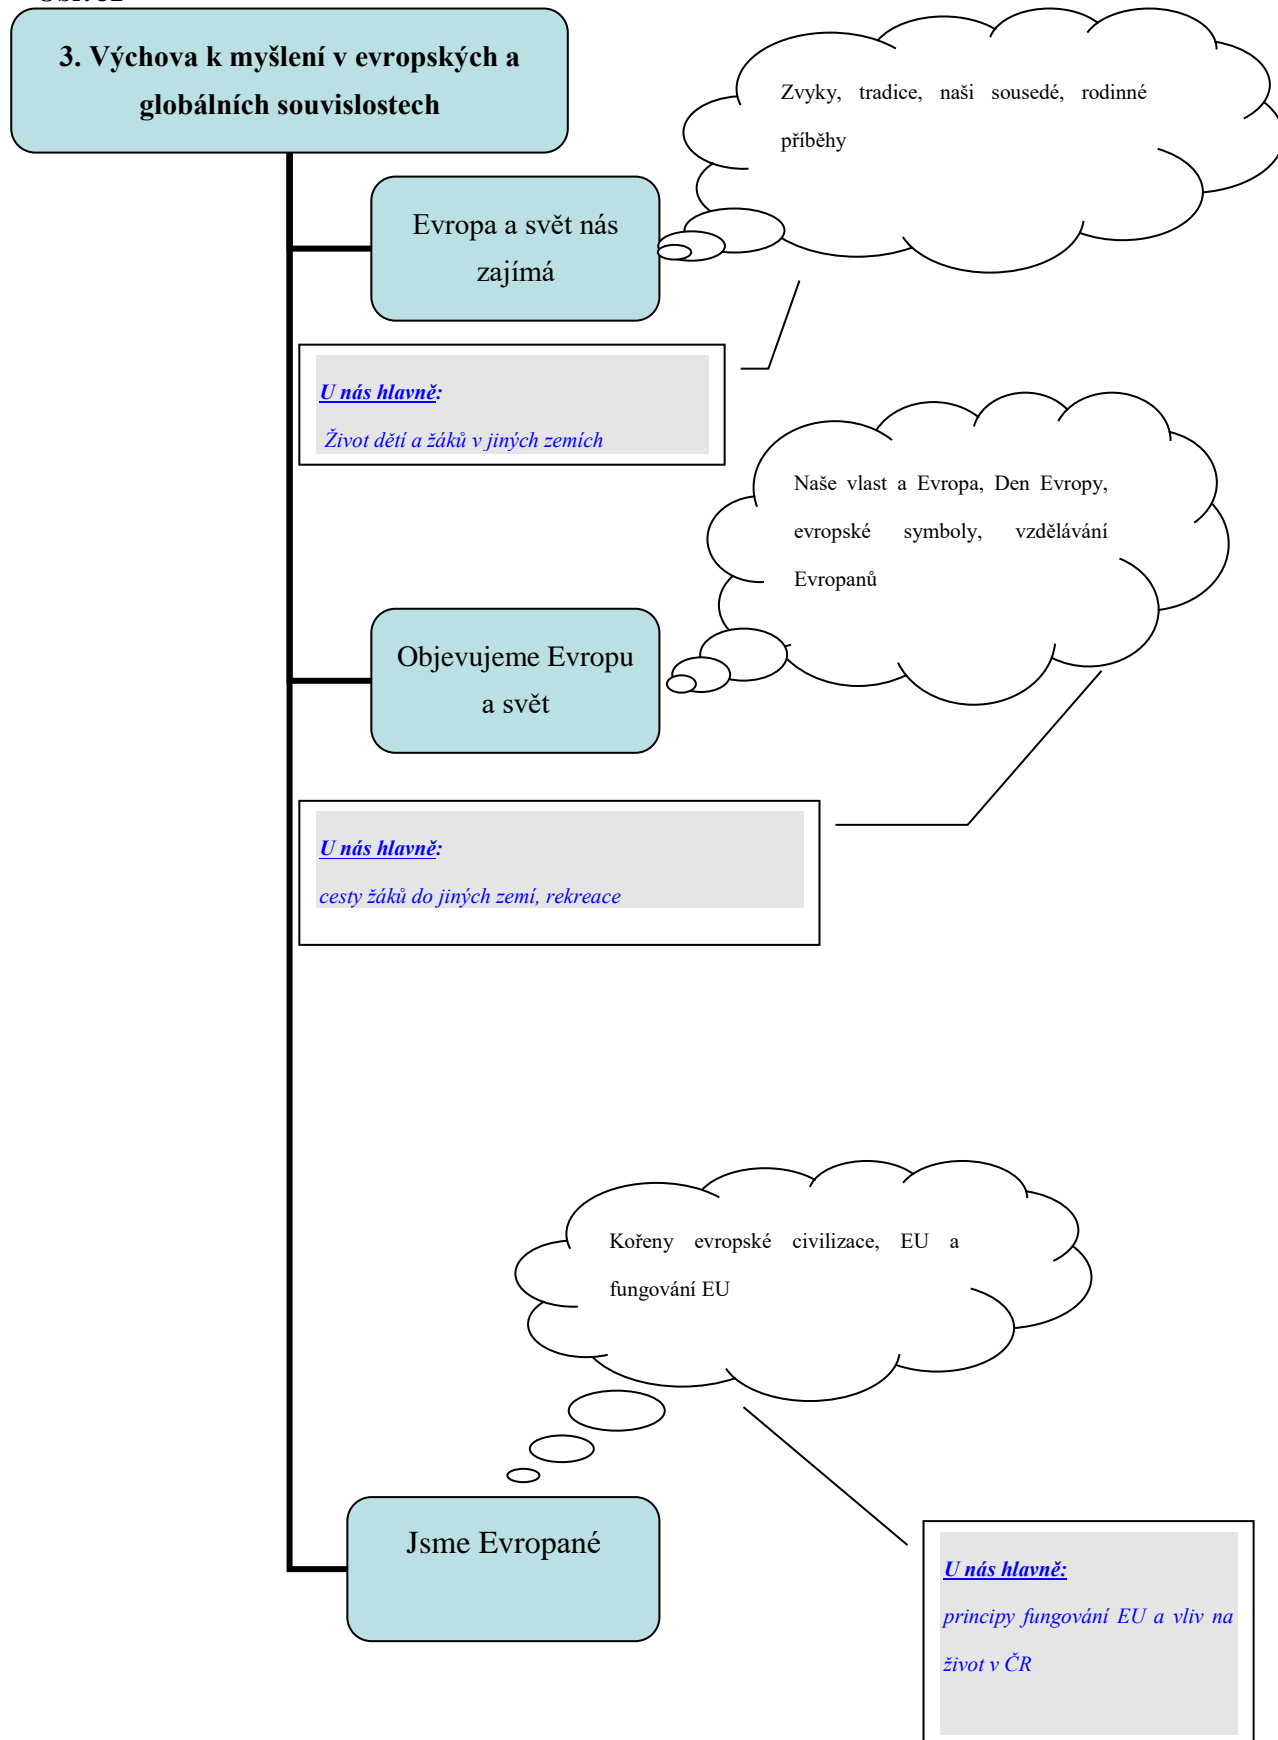 3. Výchova k myšlení v evropských a
globálních souvislostech
Zvyky, tradice, naši sousedé, rodinné
příběhy
Evropa a svět nás
zajímá
U nás hlavně:
Život dětí a žáků v jiných zemích
Naše vlast a Evropa, Den Evropy,
evropské symboly, vzdělávání
Evropanů
Objevujeme Evropu
a svět
U nás hlavně:
cesty žáků do jiných zemí, rekreace
Kořeny evropské civilizace, EU a
fungování EU
Jsme Evropané
U nás hlavně:
principy fungování EU a vliv na
život v ČR